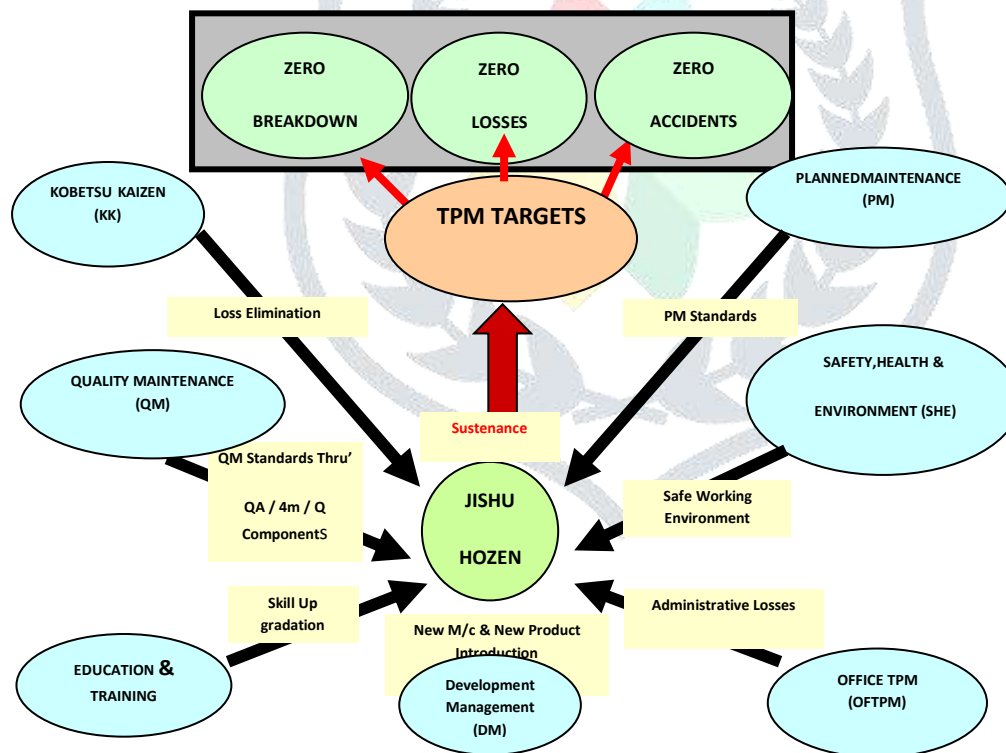 ZERO
BREAKDOWN
ZERO
LOSSES
ZERO
ACCIDENTS
KOBETSU KAIZEN
(KK)
TPM TARGETS
PLANNEDMAINTENANCE
(PM)
Loss Elimination
PM Standards
QUALITY MAINTENANCE
(QM)
SAFETY,HEALTH &
ENVIRONMENT (SHE)
Sustenance
QM Standards Thru’
QA / 4m / Q
ComponentS
JISHU
HOZEN
Safe Working
Environment
Skill Up
gradation
New M/c & New Product
Introduction
Administrative Losses
EDUCATION &
TRAINING
Development
Management
(DM)
OFFICE TPM
(OFTPM)